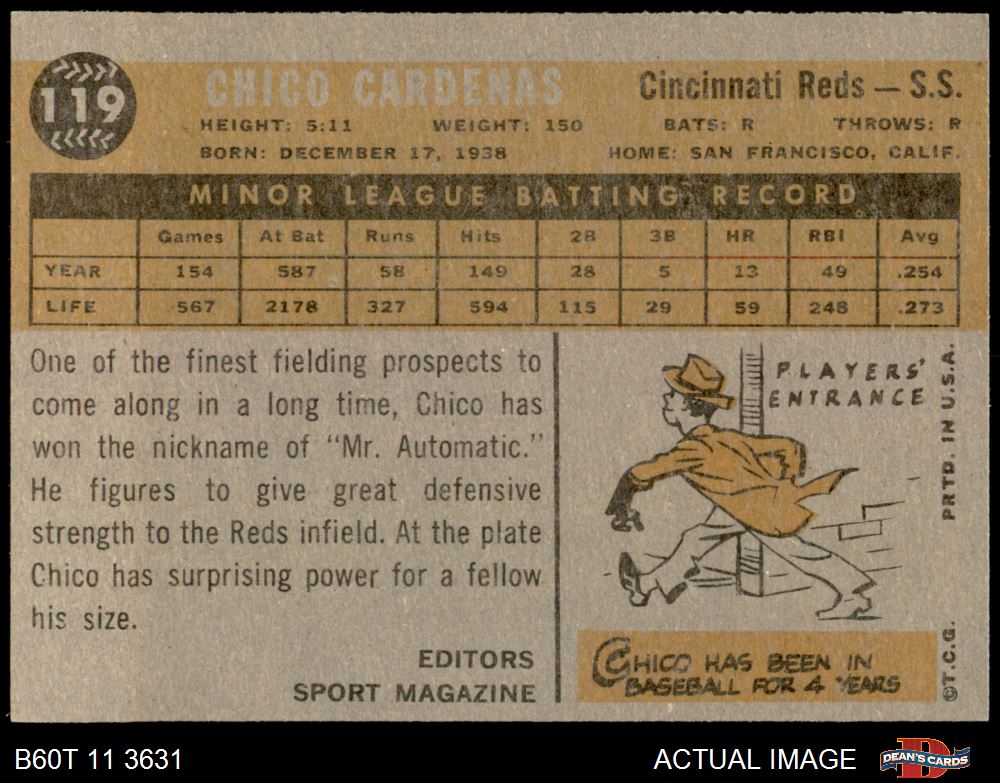 119
CHICO CARDENAS
Cincinnati Reds — S.S.
HEIGHT: 5:11 WEIGHT: 150 BATS: R THROWS: R
BORN: DECEMBER 17, 1938 HOME: SAN FRANCISCO, CALIF.
MINOR LEAGUE BATTING RECORD
Games At Bat Runs Hits 2B 3B HR RBI Avg
YEAR 154 587 58 149 28 5 13 49 .254
LIFE 567 2178 327 594 115 29 59 248 .273
One of the finest fielding prospects to
come along in a long time, Chico has
won the nickname of "Mr. Automatic."
He figures to give great defensive
strength to the Reds infield. At the plate
Chico has surprising power for a fellow
his size.
EDITORS
SPORT MAGAZINE
PLAYERS'
ENTRANCE
CHICO HAS BEEN IN
BASEBALL FOR 4 YEARS
©T.C.G. PRTD. IN U.S.A.
B60T 11 3631
ACTUAL IMAGE
DEAN'S CARDS